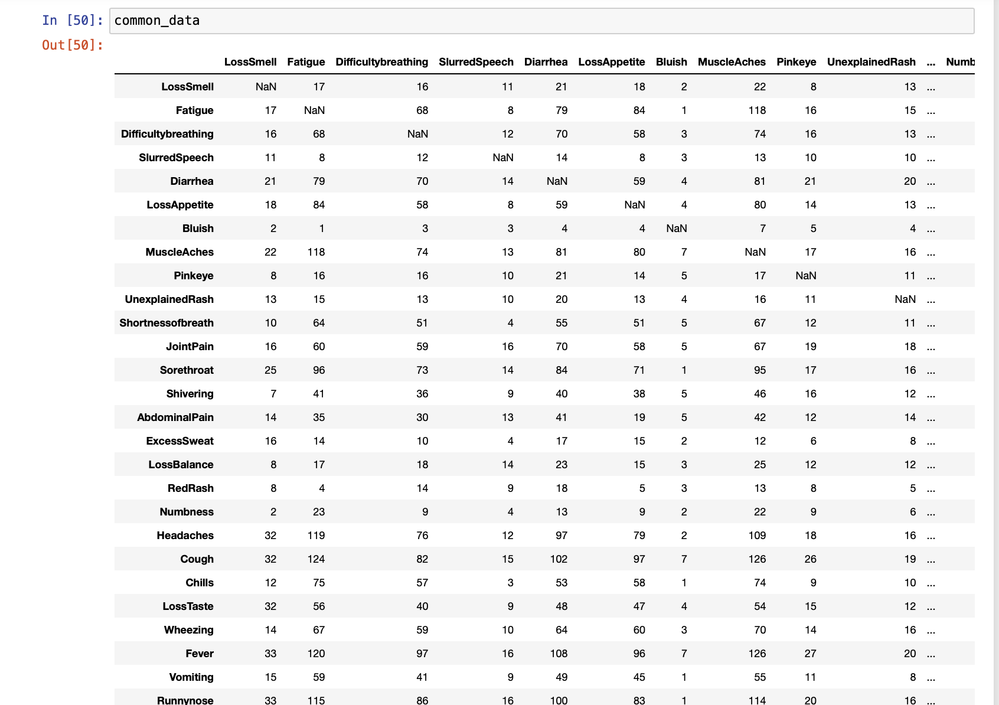 In [50]: common_data
Out[50]:
LossSmell Fatigue Difficultybreathing SlurredSpeech Diarrhea LossAppetite Bluish MuscleAches Pinkeye UnexplainedRash ... Numb
LossSmell NaN 17 16 11 21 18 2 22 8 13 ...
Fatigue 17 NaN 68 8 79 84 1 118 16 15 ...
Difficultybreathing 16 68 NaN 12 70 58 3 74 16 13 ...
SlurredSpeech 11 8 12 NaN 14 8 3 13 10 10 ...
Diarrhea 21 79 70 14 NaN 59 4 81 21 20 ...
LossAppetite 18 84 58 8 59 NaN 4 80 14 13 ...
Bluish 2 1 3 3 4 4 NaN 7 5 4 ...
MuscleAches 22 118 74 13 81 80 7 NaN 17 16 ...
Pinkeye 8 16 16 10 21 14 5 17 NaN 11 ...
UnexplainedRash 13 15 13 10 20 13 4 16 11 NaN ...
Shortnessofbreath 10 64 51 4 55 51 5 67 12 11 ...
JointPain 16 60 59 16 70 58 5 67 19 18 ...
Sorethroat 25 96 73 14 84 71 1 95 17 16 ...
Shivering 7 41 36 9 40 38 5 46 16 12 ...
AbdominalPain 14 35 30 13 41 19 5 42 12 14 ...
ExcessSweat 16 14 10 4 17 15 2 12 6 8 ...
LossBalance 8 17 18 14 23 15 3 25 12 12 ...
RedRash 8 4 14 9 18 5 3 13 8 5 ...
Numbness 2 23 9 4 13 9 2 22 9 6 ...
Headaches 32 119 76 12 97 79 2 109 18 16 ...
Cough 32 124 82 15 102 97 7 126 26 19 ...
Chills 12 75 57 3 53 58 1 74 9 10 ...
LossTaste 32 56 40 9 48 47 4 54 15 12 ...
Wheezing 14 67 59 10 64 60 3 70 14 16 ...
Fever 33 120 97 16 108 96 7 126 27 20 ...
Vomiting 15 59 41 9 49 45 1 55 11 8 ...
Runnynose 33 115 86 16 100 83 1 114 20 16 ...